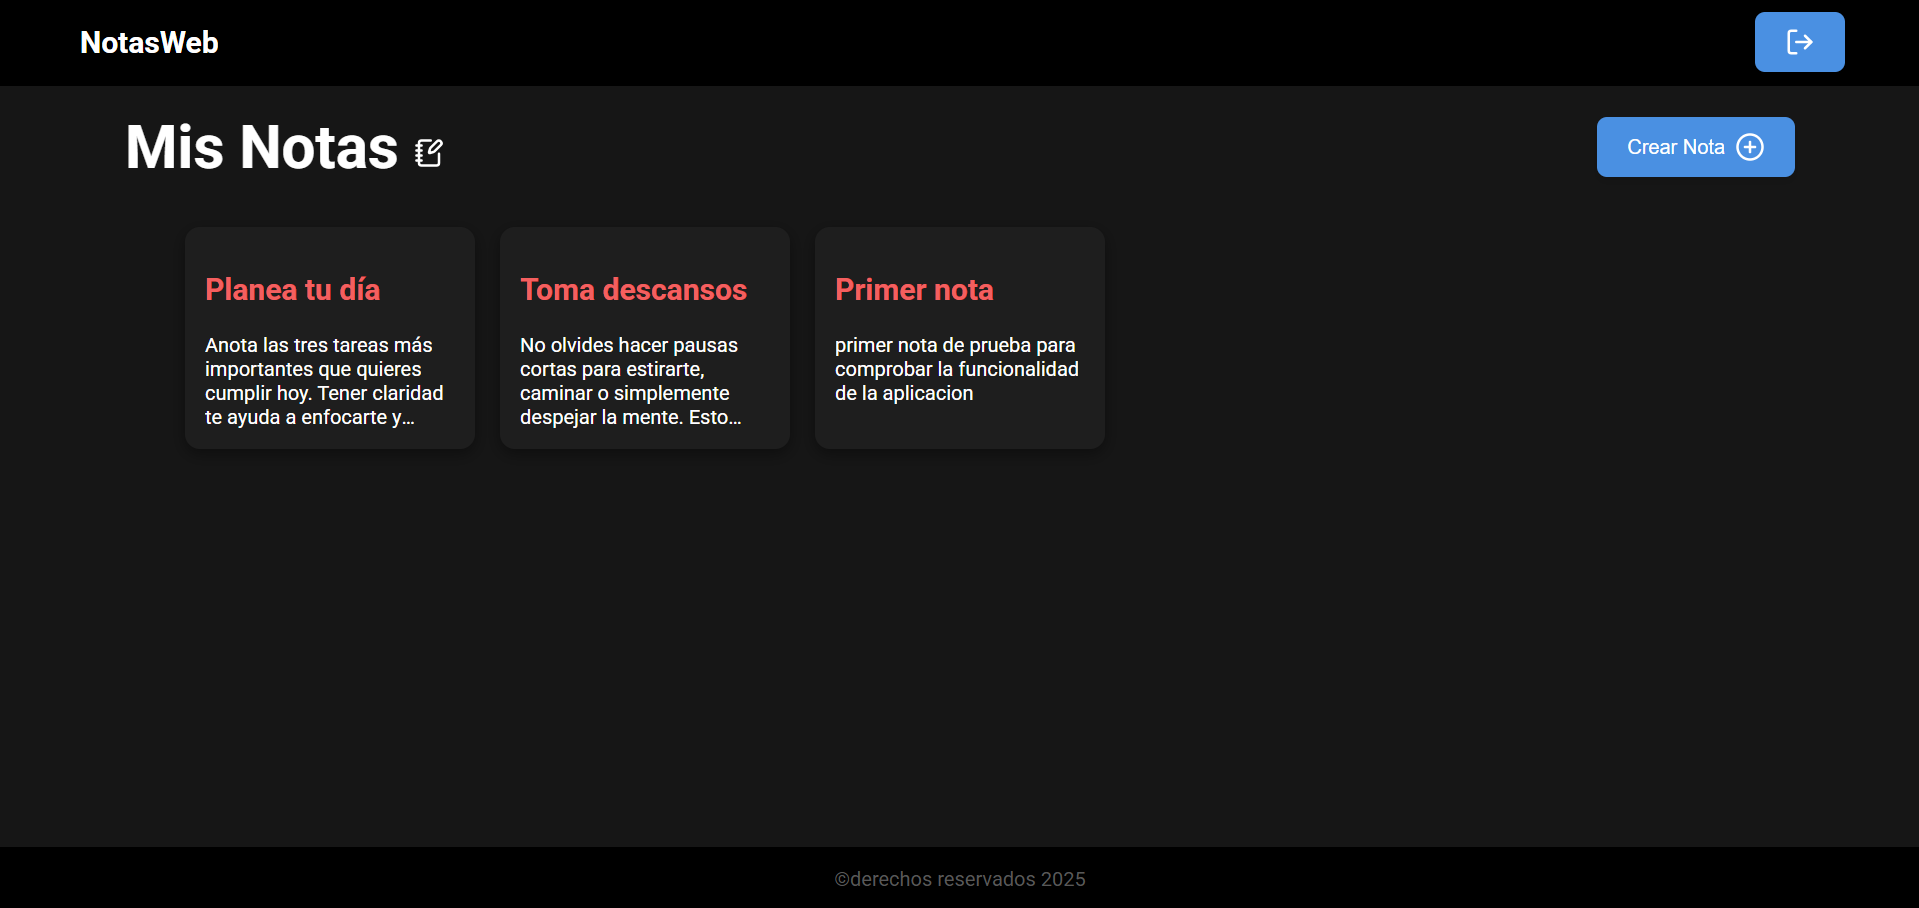 NotasWeb
Mis Notas
Crear Nota
Planea tu día
Anota las tres tareas más
importantes que quieres
cumplir hoy. Tener claridad
te ayuda a enfocarte y...
Toma descansos
No olvides hacer pausas
cortas para estirarte,
caminar o simplemente
despejar la mente. Esto...
Primer nota
primer nota de prueba para
comprobar la funcionalidad
de la aplicacion
©derechos reservados 2025